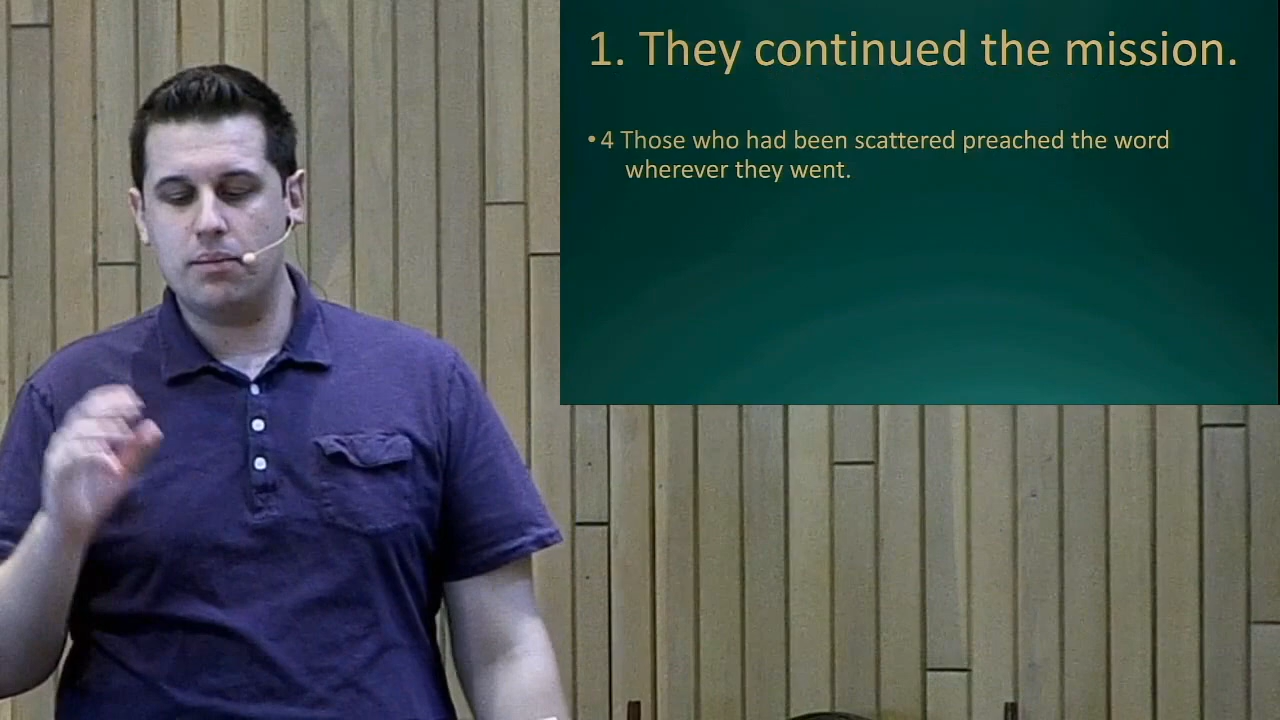 1. They continued the mission.
• 4 Those who had been scattered preached the word
wherever they went.